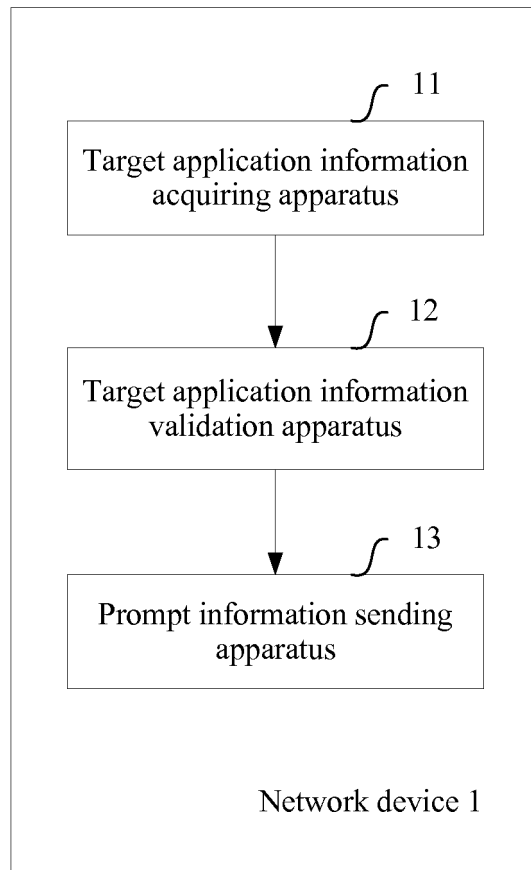 11
Target application information
acquiring apparatus
12
Target application information
validation apparatus
13
Prompt information sending
apparatus
Network device 1